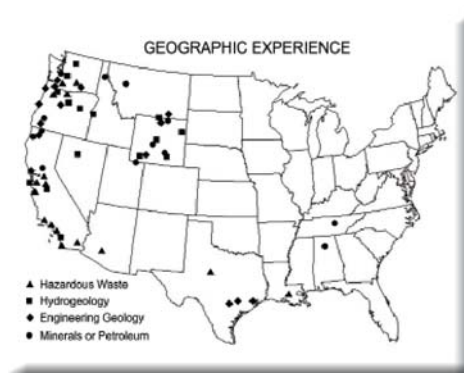 GEOGRAPHIC EXPERIENCE
Hazardous Waste
Hydrogeology
Engineering Geology
Minerals or Petroleum